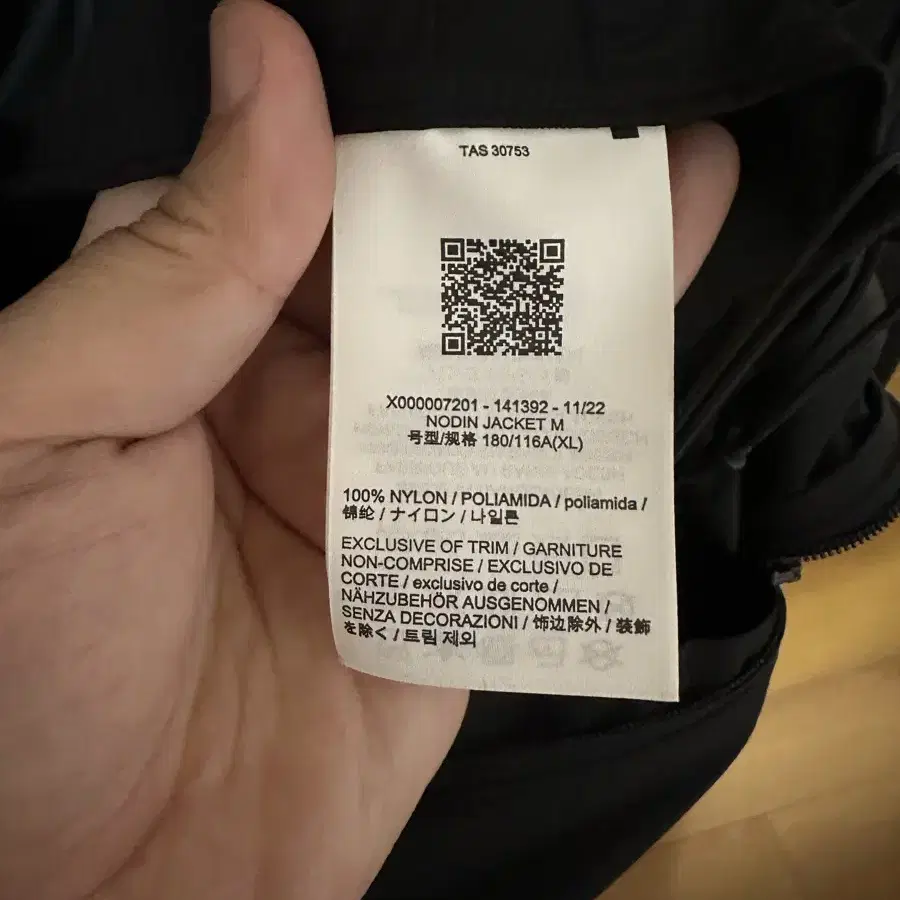 TAS 30753
X000007201 - 141392 - 11/22
NODIN JACKET M
号型/规格 180/116A(XL)
100% NYLON / POLIAMIDA / poliamida /
锦纶 / ナイロン / 나일론
EXCLUSIVE OF TRIM / GARNITURE
NON-COMPRISE / EXCLUSIVO DE
CORTE / exclusivo de corte /
NÄHZUBEHÖR AUSGENOMMEN /
SENZA DECORAZIONI / 饰边除外 / 装飾
を除く / 트림 제외